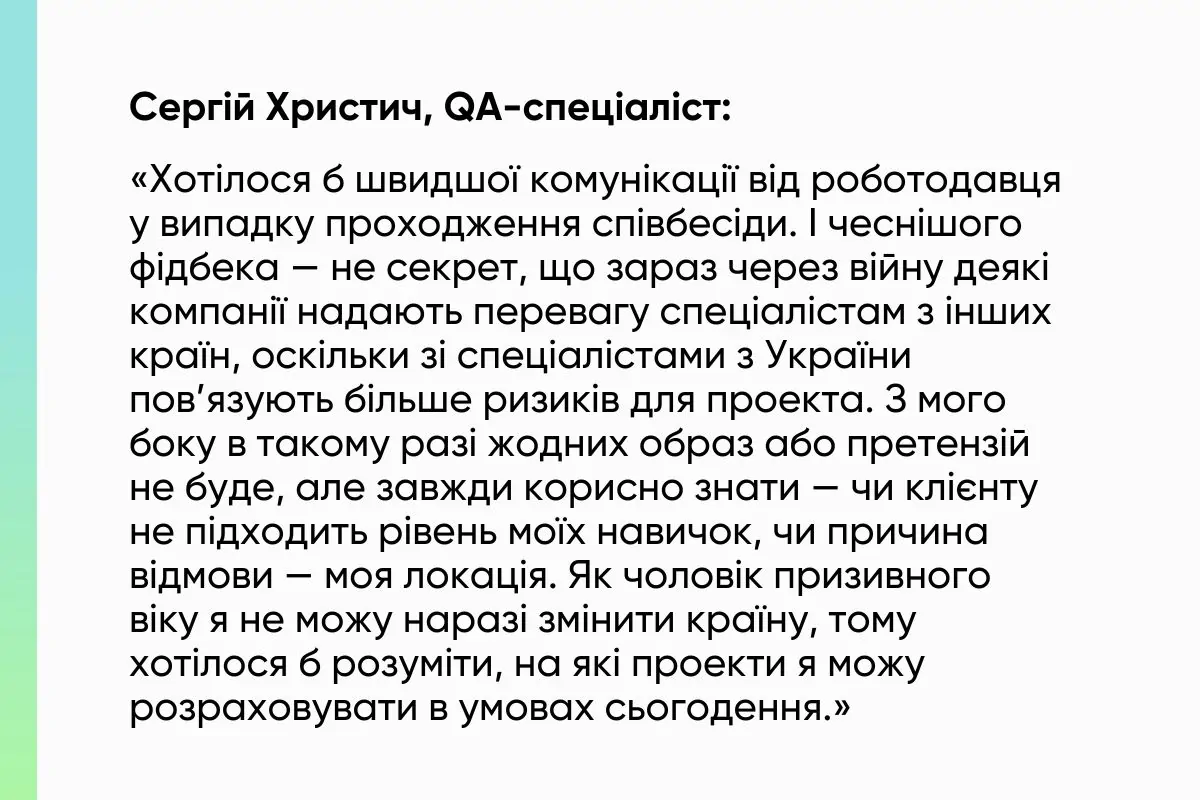 Сергій Христич, QA-спеціаліст:
«Хотілося б швидшої комунікації від роботодавця
у випадку проходження співбесіди. І чеснішого
фідбека — не секрет, що зараз через війну деякі
компанії надають перевагу спеціалістам з інших
країн, оскільки зі спеціалістами з України
пов’язують більше ризиків для проекта. З мого
боку в такому разі жодних образ або претензій
не буде, але завжди корисно знати — чи клієнту
не підходить рівень моїх навичок, чи причина
відмови — моя локація. Як чоловік призивного
віку я не можу наразі змінити країну, тому
хотілося б розуміти, на які проекти я можу
розраховувати в умовах сьогодення.»